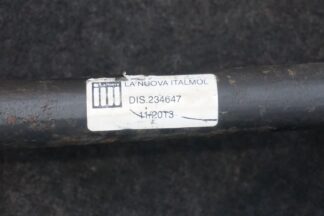 LA NUOVA ITALMOL
DIS.234647
11/2013